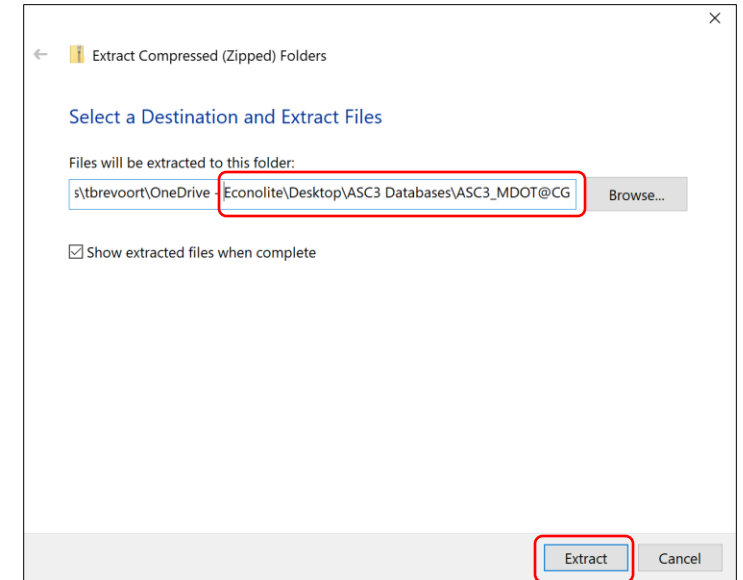 Extract Compressed (Zipped) Folders
Select a Destination and Extract Files
Files will be extracted to this folder:
s\tbrevoort\OneDrive - Econolite\Desktop\ASC3 Databases\ASC3_MDOT@CG
Browse...
Show extracted files when complete
Extract
Cancel